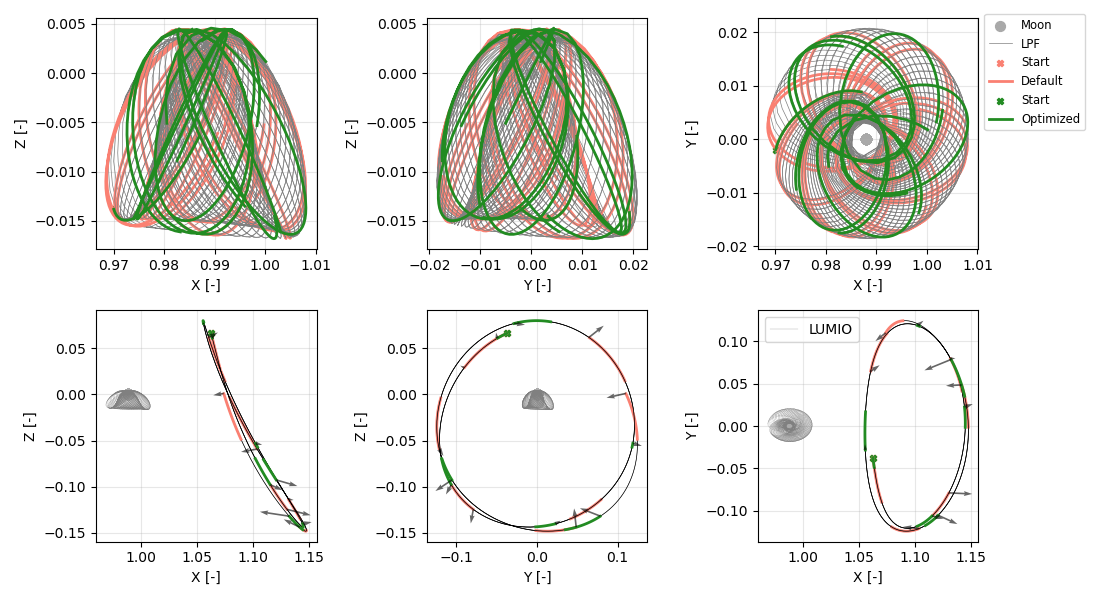 0.005
0.000
−0.005
−0.010
−0.015
Z [-]
0.97
0.98
0.99
1.00
1.01
X [-]
0.005
0.000
−0.005
−0.010
−0.015
Z [-]
−0.02
−0.01
0.00
0.01
0.02
Y [-]
0.02
0.01
0.00
−0.01
−0.02
Y [-]
0.97
0.98
0.99
1.00
1.01
X [-]
Moon
LPF
Start
Default
Start
Optimized
0.05
0.00
−0.05
−0.10
−0.15
Z [-]
1.00
1.05
1.10
1.15
X [-]
0.05
0.00
−0.05
−0.10
−0.15
Z [-]
−0.1
0.0
0.1
Y [-]
LUMIO
0.10
0.05
0.00
−0.05
−0.10
Y [-]
1.00
1.05
1.10
1.15
X [-]